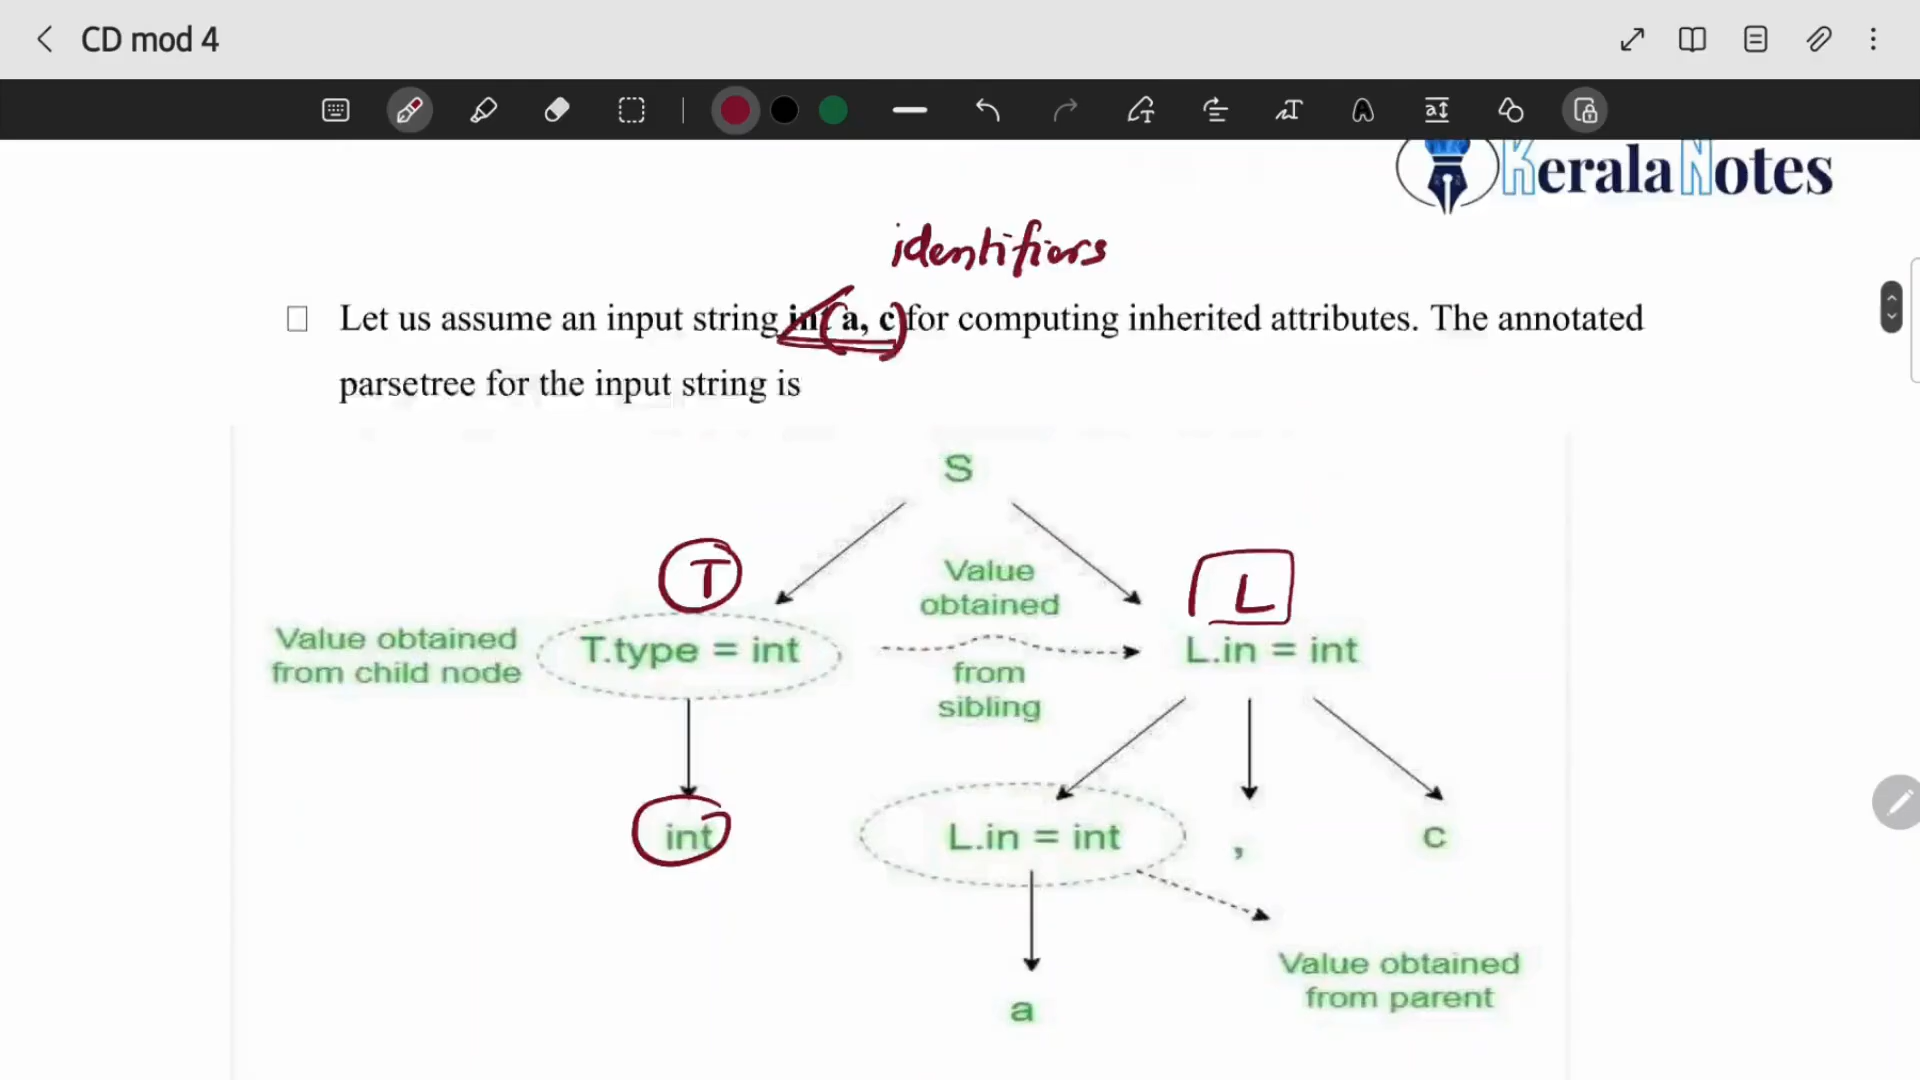 CD mod 4
Kerala Notes
identifiers
Let us assume an input string int a, c for computing inherited attributes. The annotated
parsetree for the input string is
S
T
L
Value
obtained
Value obtained
from child node
T.type = int
from
sibling
L.in = int
int
L.in = int
,
c
Value obtained
from parent
a